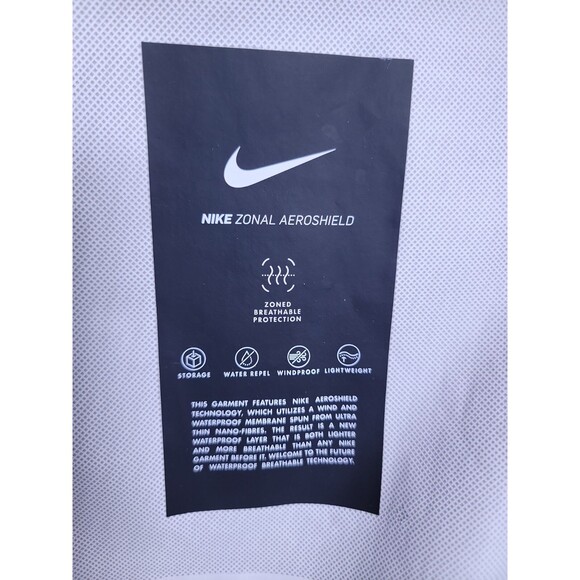 NIKE ZONAL AEROSHIELD
ZONED
BREATHABLE
PROTECTION
STORAGE WATER REPEL WINDPROOF LIGHTWEIGHT
THIS GARMENT FEATURES NIKE AEROSHIELD
TECHNOLOGY, WHICH UTILIZES A WIND AND
WATERPROOF MEMBRANE SPUN FROM ULTRA
THIN NANO-FIBRES. THE RESULT IS A NEW
WATERPROOF LAYER THAT IS BOTH LIGHTER
AND MORE BREATHABLE THAN ANY NIKE
GARMENT BEFORE IT. WELCOME TO THE FUTURE
OF WATERPROOF BREATHABLE TECHNOLOGY.